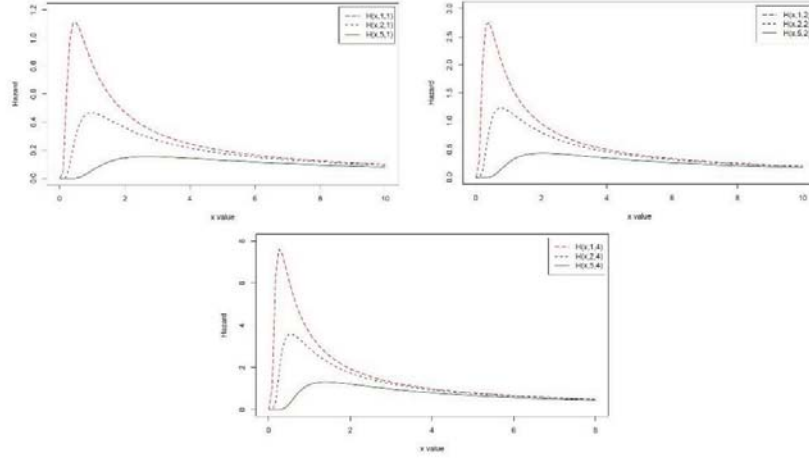 H(x,1,1)
H(x,2,1)
H(x,5,1)
Hazard
1.2
1.0
0.8
0.6
0.4
0.2
0.0
0 2 4 6 8 10
x value
H(x,1,2)
H(x,2,2)
H(x,5,2)
Hazard
3.0
2.5
2.0
1.5
1.0
0.5
0.0
0 2 4 6 8 10
x value
H(x,1,4)
H(x,2,4)
H(x,5,4)
Hazard
8
6
4
2
0
0 2 4 6 8
x value